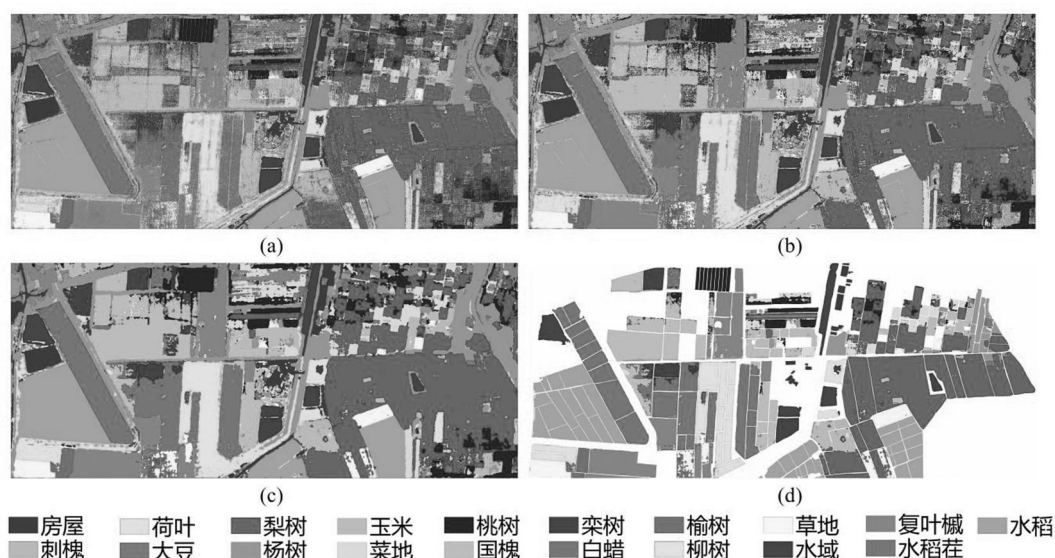 (a)
(b)
(c)
(d)
房屋 荷叶 梨树 玉米 桃树 栾树 榆树 草地 复叶槭 水稻
刺槐 大豆 杨树 菜地 国槐 白蜡 柳树 水域 水稻茬